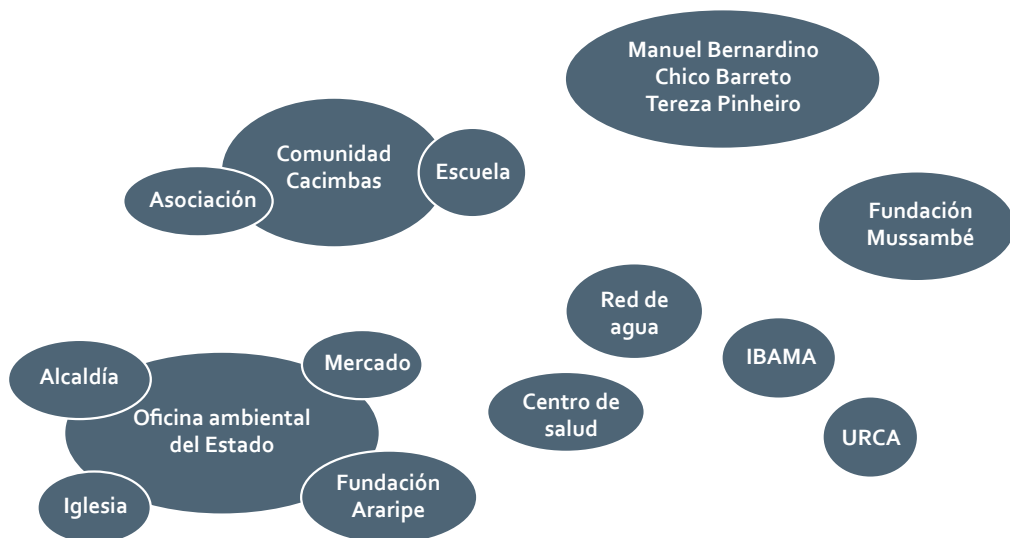 Manuel Bernardino
Chico Barreto
Tereza Pinheiro
Comunidad
Cacimbas
Escuela
Asociación
Fundación
Mussambé
Red de
agua
IBAMA
Mercado
Alcaldía
Oficina ambiental
del Estado
Centro de
salud
URCA
Iglesia
Fundación
Araripe